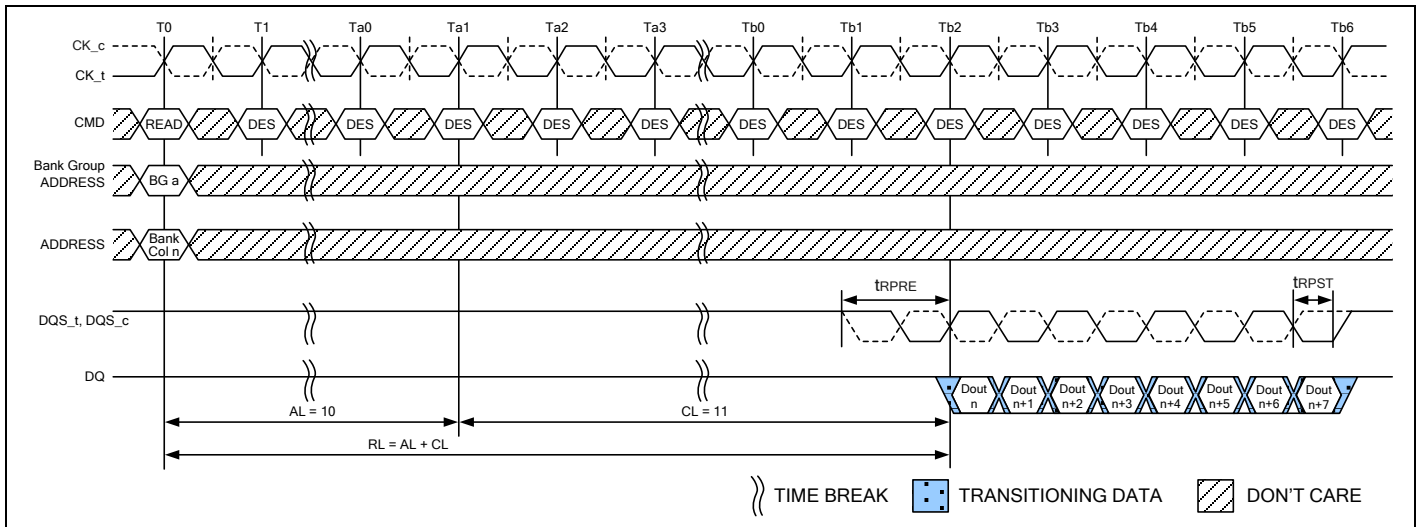 T0 T1 Ta0 Ta1 Ta2 Ta3 Tb0 Tb1 Tb2 Tb3 Tb4 Tb5 Tb6
CK_c
CK_t
CMD READ DES DES DES DES DES DES DES DES DES DES DES DES
Bank Group
ADDRESS
BG a
ADDRESS
Bank
Col n
tRPRE
tRPST
DQS_t, DQS_c
DQ
Dout n
Dout n+1
Dout n+2
Dout n+3
Dout n+4
Dout n+5
Dout n+6
Dout n+7
AL = 10
CL = 11
RL = AL + CL
TIME BREAK
TRANSITIONING DATA
DON'T CARE